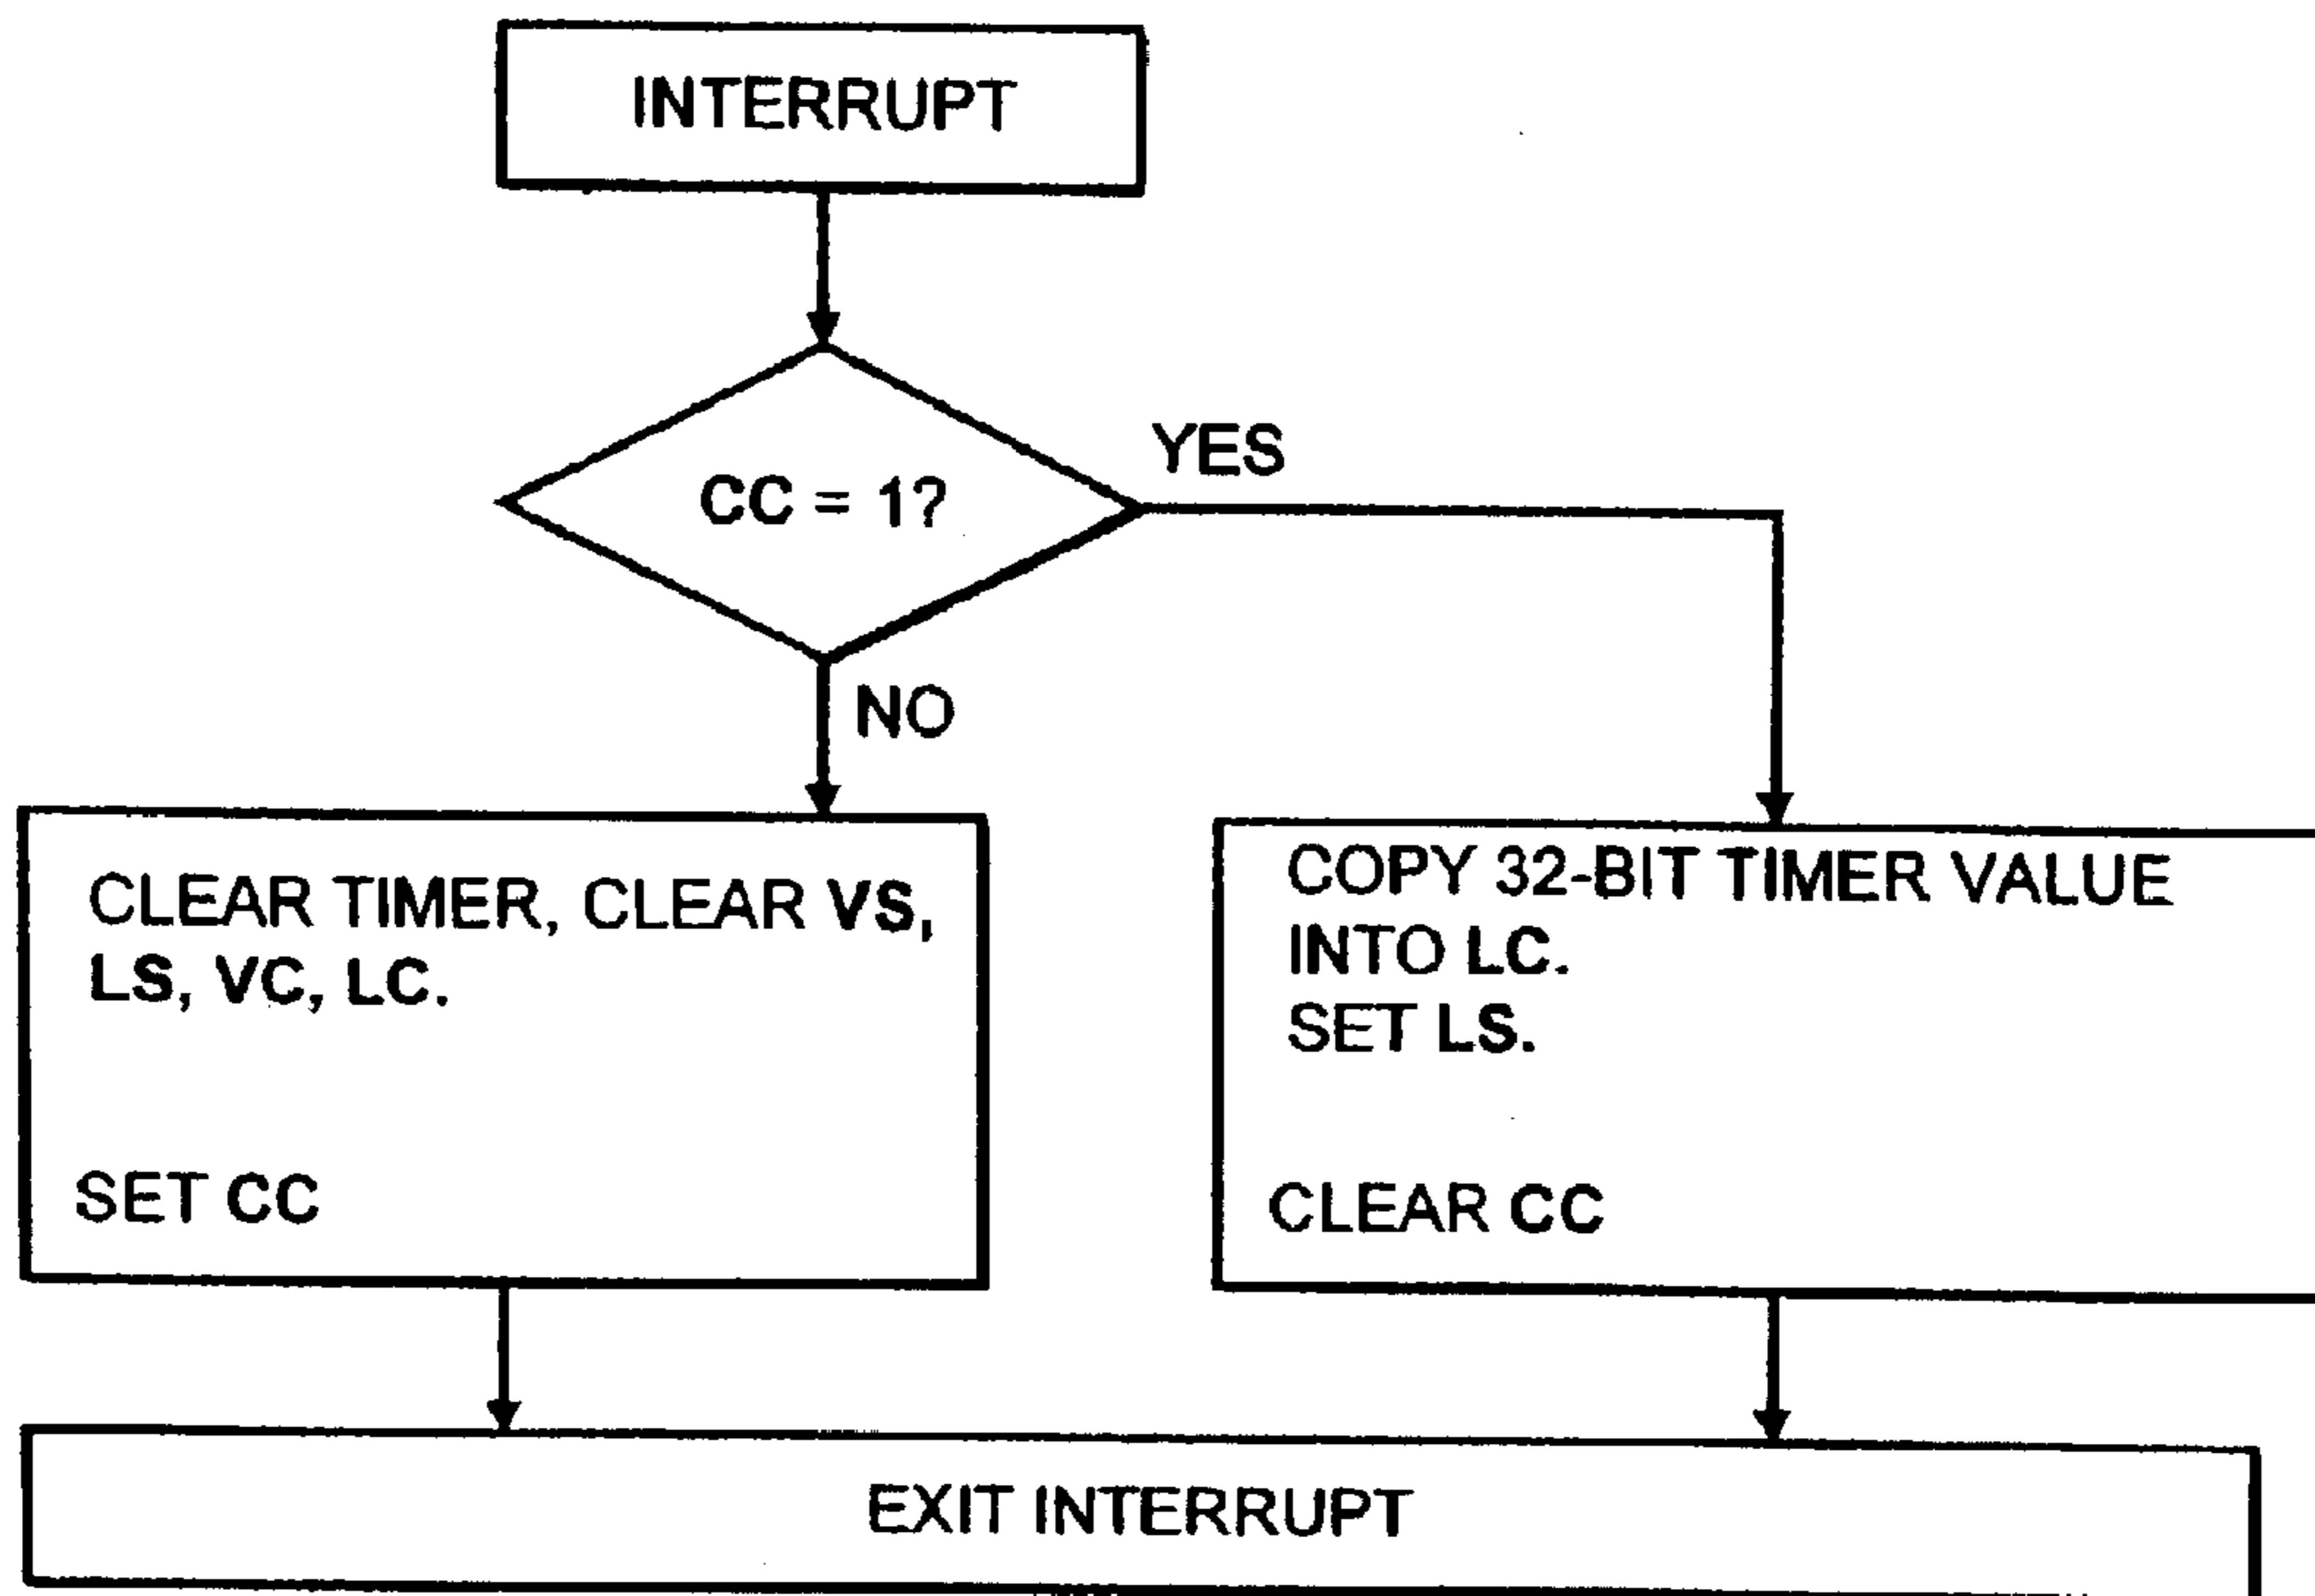 INTERRUPT
CC = 1?
YES
NO
CLEAR TIMER, CLEAR VS,
LS, VC, LC.
SET CC
COPY 32-BIT TIMER VALUE
INTO LC.
SET LS.
CLEAR CC
EXIT INTERRUPT